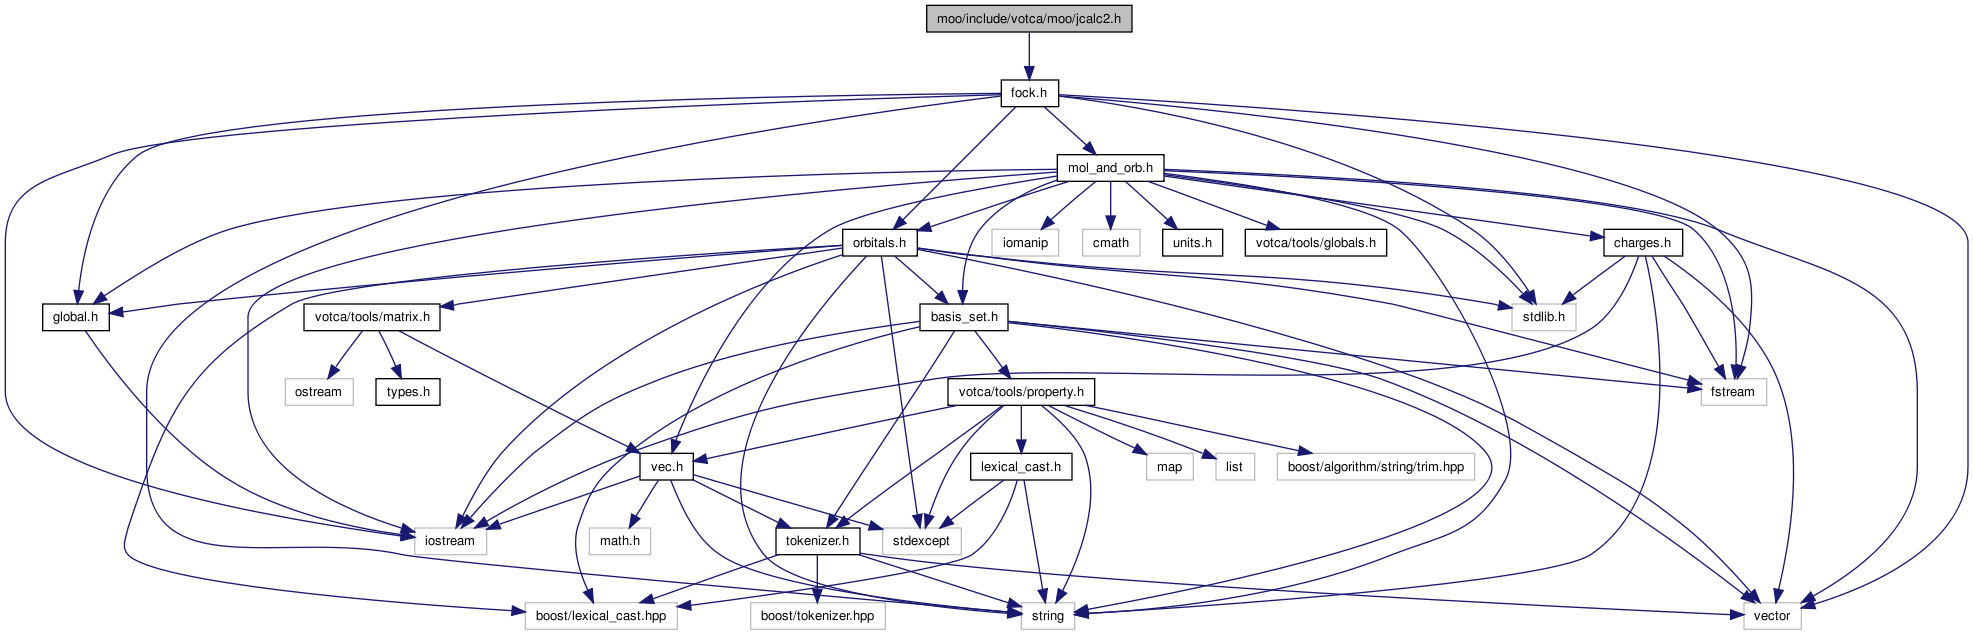 moo/include/votca/moo/jcalc2.h
fock.h
mol_and_orb.h
orbitals.h
iomanip
cmath
units.h
votca/tools/globals.h
charges.h
global.h
votca/tools/matrix.h
basis_set.h
stdlib.h
ostream
types.h
votca/tools/property.h
fstream
vec.h
lexical_cast.h
map
list
boost/algorithm/string/trim.hpp
iostream
math.h
tokenizer.h
stdexcept
boost/lexical_cast.hpp
boost/tokenizer.hpp
string
vector